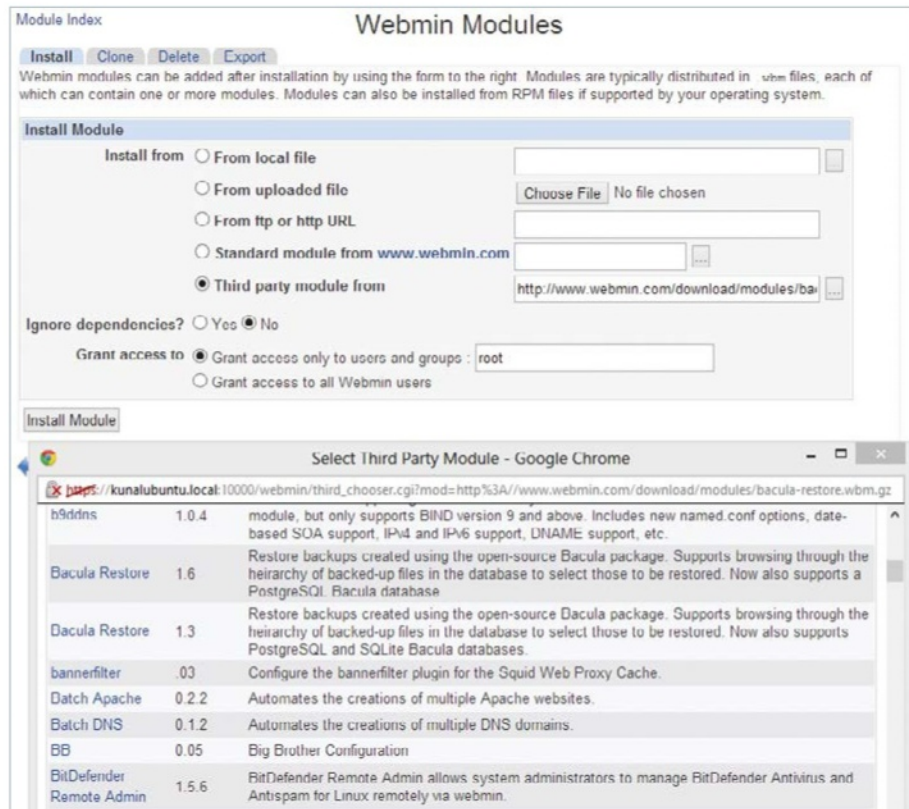 Module Index
Webmin Modules
Install Clone Delete Export
Webmin modules can be added after installation by using the form to the right. Modules are typically distributed in .wbm files, each of
which can contain one or more modules. Modules can also be installed from RPM files if supported by your operating system.
Install Module
Install from From local file
From uploaded file Choose File No file chosen
From ftp or http URL
Standard module from www.webmin.com ...
Third party module from http://www.webmin.com/download/modules/ba ...
Ignore dependencies? Yes No
Grant access to Grant access only to users and groups : root
Grant access to all Webmin users
Install Module
Select Third Party Module - Google Chrome
https://kunalubuntu.local:10000/webmin/third_chooser.cgi?mod=http%3A//www.webmin.com/download/modules/bacula-restore.wbm.gz
b9ddns 1.0.4 module, but only supports BIND version 9 and above. Includes new named.conf options, date-
based SOA support, IPv4 and IPv6 support, DNAME support, etc.
Bacula Restore 1.6 Restore backups created using the open-source Bacula package. Supports browsing through the
heirarchy of backed-up files in the database to select those to be restored. Now also supports a
PostgreSQL Bacula database
Dacula Restore 1.3 Restore backups created using the open-source Bacula package. Supports browsing through the
heirarchy of backed-up files in the database to select those to be restored. Now also supports
PostgreSQL and SQLite Bacula databases.
bannerfilter .03 Configure the bannerfilter plugin for the Squid Web Proxy Cache.
Batch Apache 0.2.2 Automates the creations of multiple Apache websites.
Batch DNS 0.1.2 Automates the creations of multiple DNS domains.
BB 0.05 Big Brother Configuration
BitDefender
Remote Admin 1.5.6 BitDefender Remote Admin allows system administrators to manage BitDefender Antivirus and
Antispam for Linux remotely via webmin.